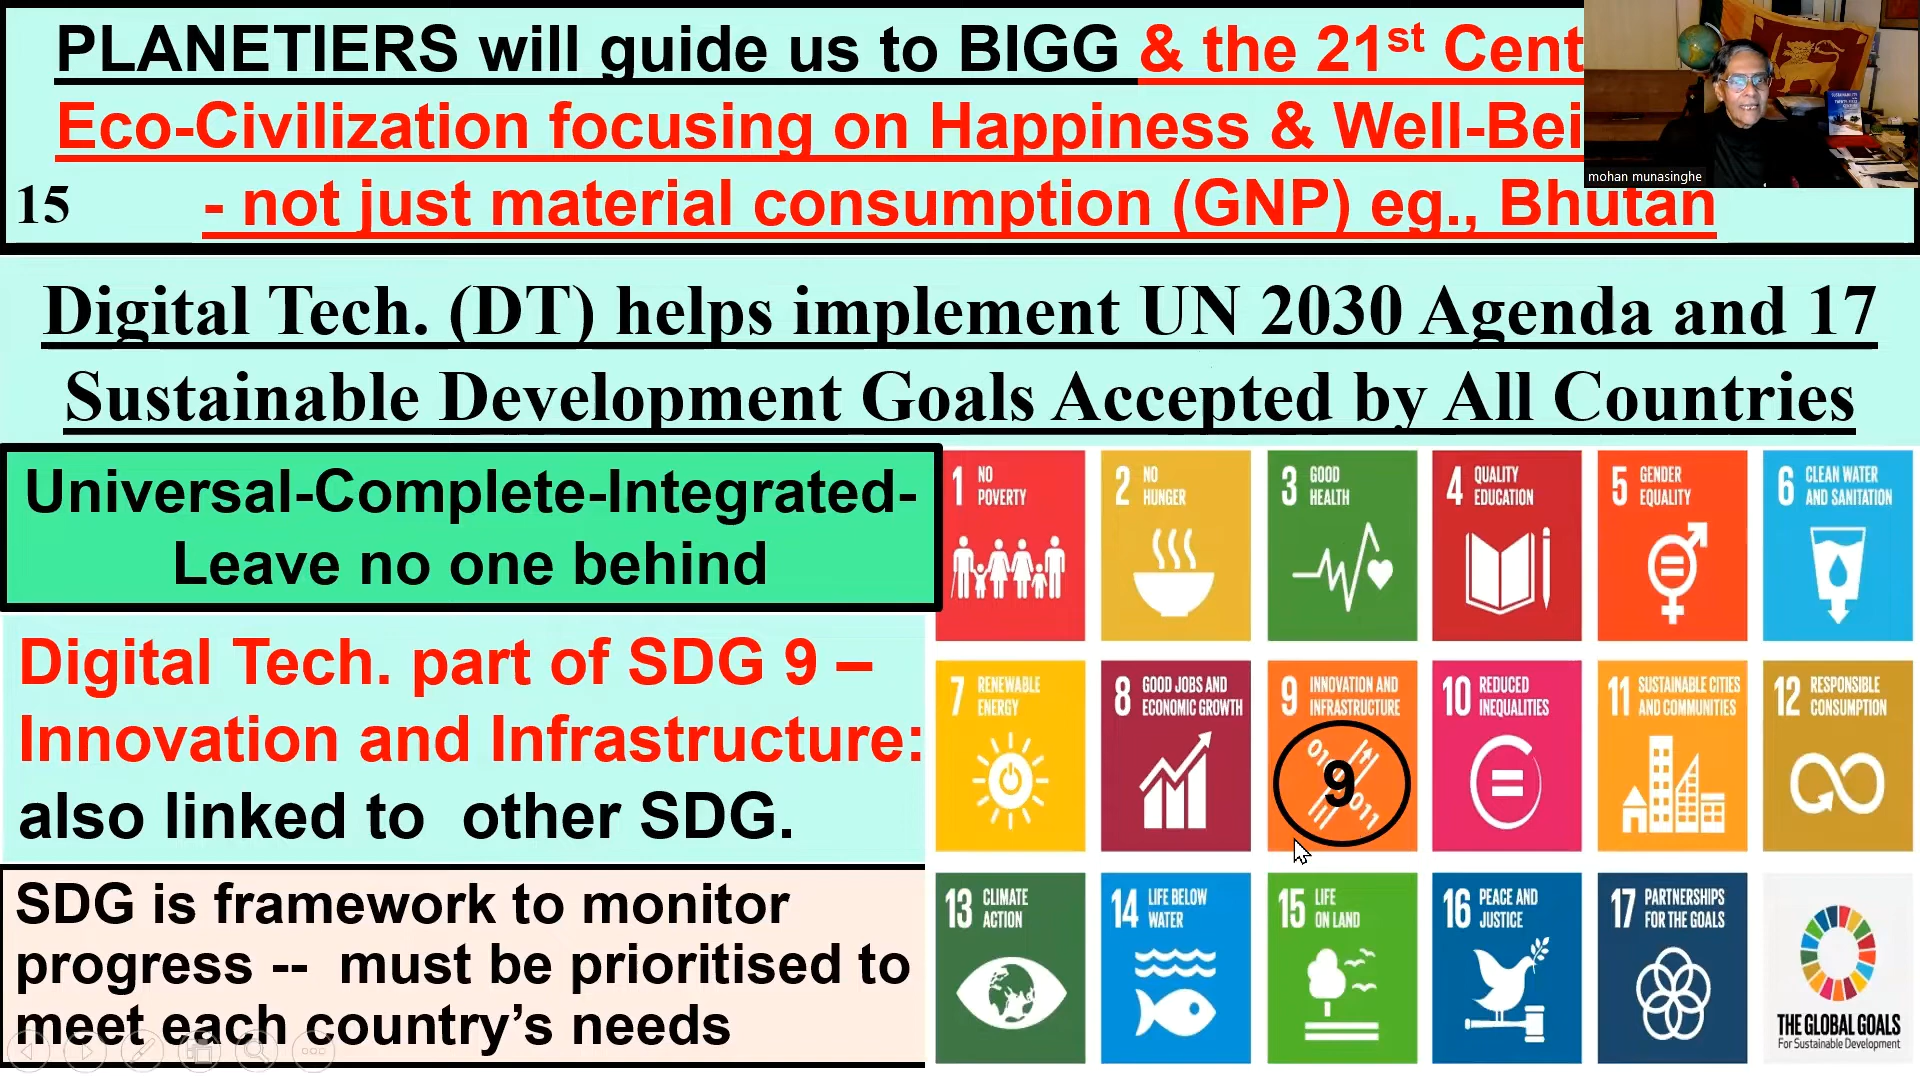 PLANETIERS will guide us to BIGG & the 21st Cent
Eco-Civilization focusing on Happiness & Well-Bei
- not just material consumption (GNP) eg., Bhutan
15
mohan munasinghe
Digital Tech. (DT) helps implement UN 2030 Agenda and 17
Sustainable Development Goals Accepted by All Countries
Universal-Complete-Integrated-
Leave no one behind
Digital Tech. part of SDG 9 –
Innovation and Infrastructure:
also linked to other SDG.
SDG is framework to monitor
progress -- must be prioritised to
meet each country’s needs
1 NO
POVERTY
2 NO
HUNGER
3 GOOD
HEALTH
4 QUALITY
EDUCATION
5 GENDER
EQUALITY
6 CLEAN WATER
AND SANITATION
7 RENEWABLE
ENERGY
8 GOOD JOBS AND
ECONOMIC GROWTH
9 INNOVATION AND
INFRASTRUCTURE
9
10 REDUCED
INEQUALITIES
11 SUSTAINABLE CITIES
AND COMMUNITIES
12 RESPONSIBLE
CONSUMPTION
13 CLIMATE
ACTION
14 LIFE BELOW
WATER
15 LIFE
ON LAND
16 PEACE AND
JUSTICE
17 PARTNERSHIPS
FOR THE GOALS
THE GLOBAL GOALS
For Sustainable Development